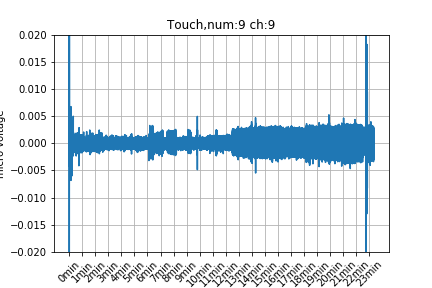 Touch,num:9 ch:9
0.020
0.015
0.010
0.005
0.000
−0.005
−0.010
−0.015
−0.020
micro voltage
0min
1min
2min
3min
4min
5min
6min
7min
8min
9min
10min
11min
12min
13min
14min
15min
16min
17min
18min
19min
20min
21min
22min
23min